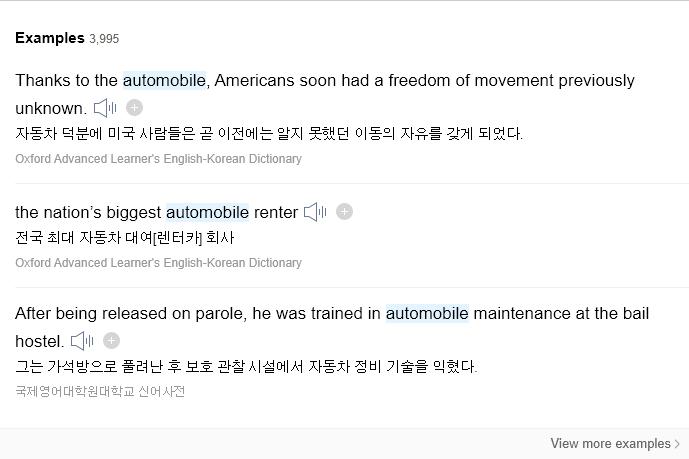 Examples 3,995
Thanks to the automobile, Americans soon had a freedom of movement previously
unknown.
자동차 덕분에 미국 사람들은 곧 이전에는 알지 못했던 이동의 자유를 갖게 되었다.
Oxford Advanced Learner's English-Korean Dictionary
the nation’s biggest automobile renter
전국 최대 자동차 대여[렌터카] 회사
Oxford Advanced Learner's English-Korean Dictionary
After being released on parole, he was trained in automobile maintenance at the bail
hostel.
그는 가석방으로 풀려난 후 보호 관찰 시설에서 자동차 정비 기술을 익혔다.
국제영어대학원대학교 신어사전
View more examples